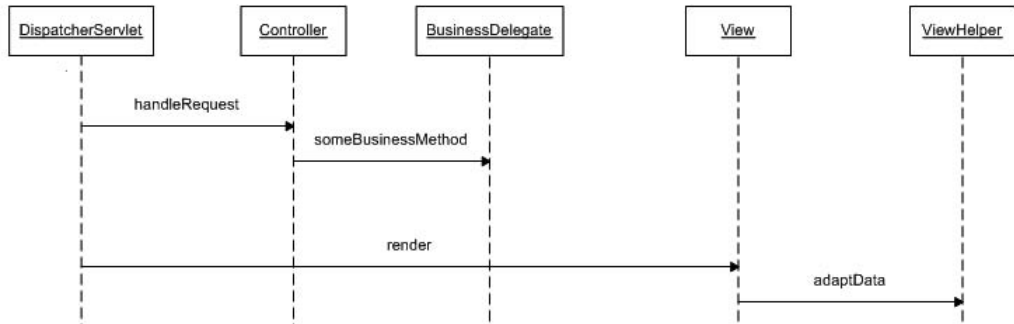 DispatcherServlet
Controller
BusinessDelegate
View
ViewHelper
handleRequest
someBusinessMethod
render
adaptData